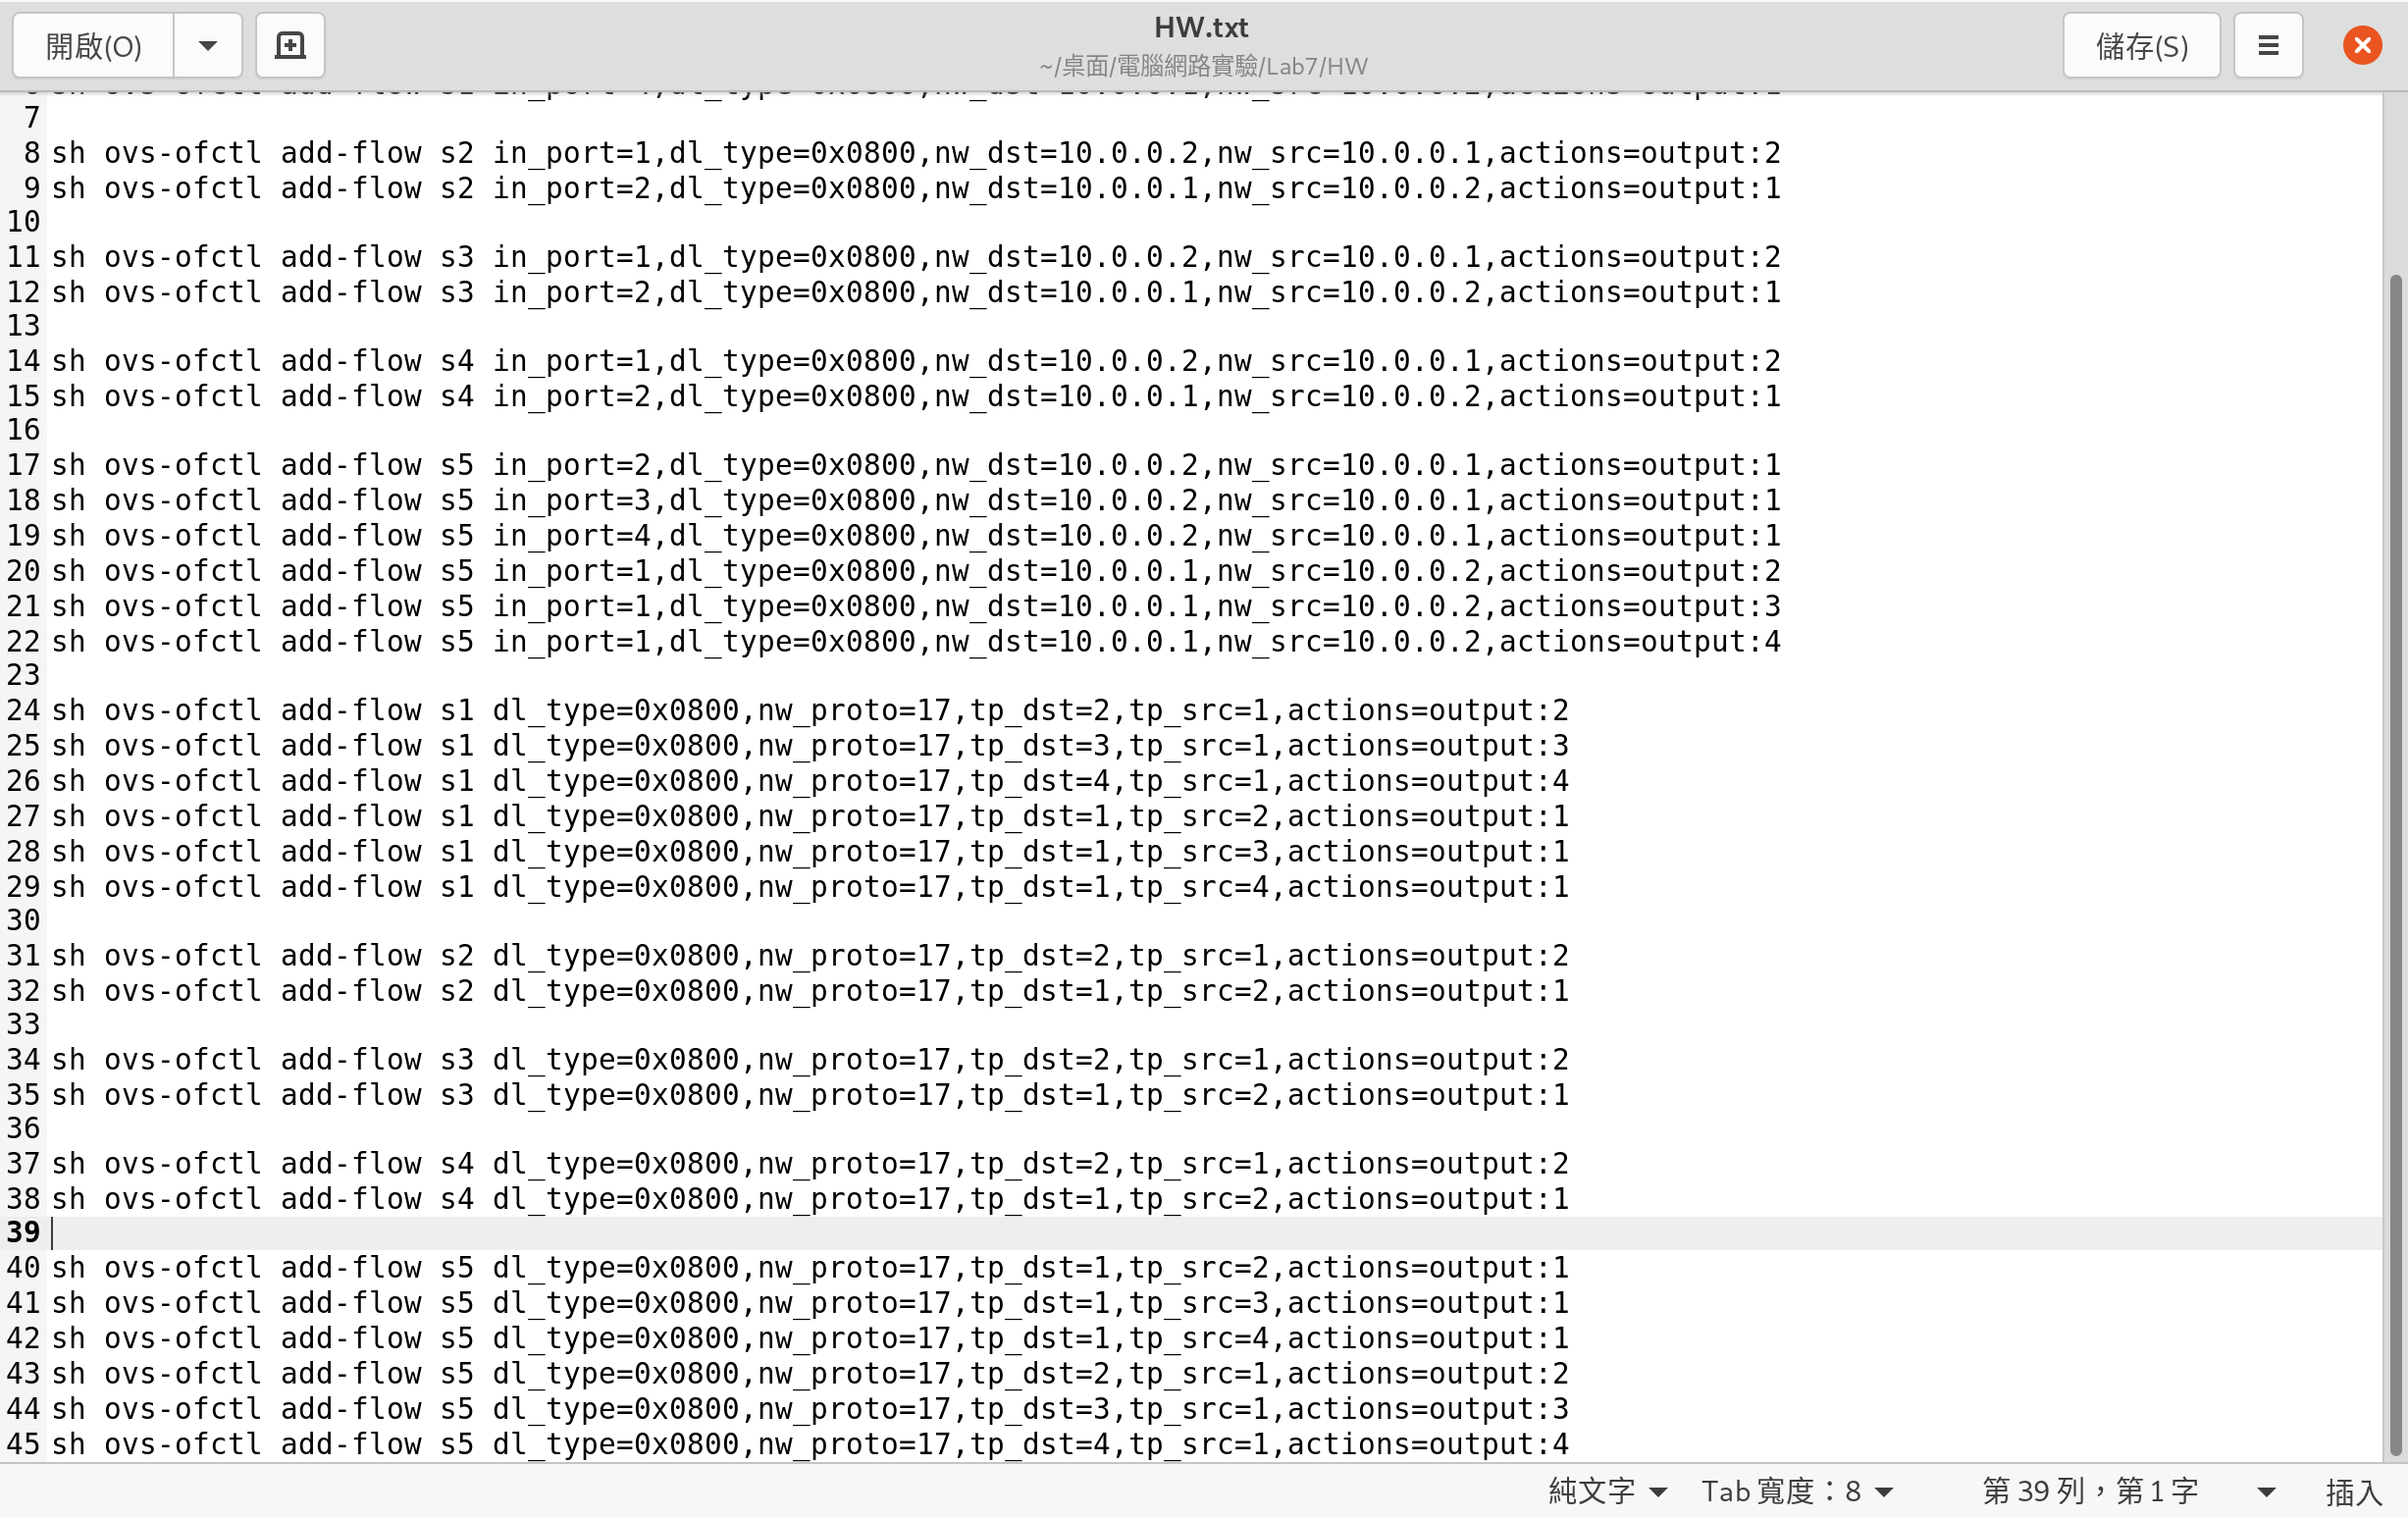 開啟(O)
HW.txt
~/桌面/電腦網路實驗/Lab7/HW
儲存(S)
7
8 sh ovs-ofctl add-flow s2 in_port=1,dl_type=0x0800,nw_dst=10.0.0.2,nw_src=10.0.0.1,actions=output:2
9 sh ovs-ofctl add-flow s2 in_port=2,dl_type=0x0800,nw_dst=10.0.0.1,nw_src=10.0.0.2,actions=output:1
10
11 sh ovs-ofctl add-flow s3 in_port=1,dl_type=0x0800,nw_dst=10.0.0.2,nw_src=10.0.0.1,actions=output:2
12 sh ovs-ofctl add-flow s3 in_port=2,dl_type=0x0800,nw_dst=10.0.0.1,nw_src=10.0.0.2,actions=output:1
13
14 sh ovs-ofctl add-flow s4 in_port=1,dl_type=0x0800,nw_dst=10.0.0.2,nw_src=10.0.0.1,actions=output:2
15 sh ovs-ofctl add-flow s4 in_port=2,dl_type=0x0800,nw_dst=10.0.0.1,nw_src=10.0.0.2,actions=output:1
16
17 sh ovs-ofctl add-flow s5 in_port=2,dl_type=0x0800,nw_dst=10.0.0.2,nw_src=10.0.0.1,actions=output:1
18 sh ovs-ofctl add-flow s5 in_port=3,dl_type=0x0800,nw_dst=10.0.0.2,nw_src=10.0.0.1,actions=output:1
19 sh ovs-ofctl add-flow s5 in_port=4,dl_type=0x0800,nw_dst=10.0.0.2,nw_src=10.0.0.1,actions=output:1
20 sh ovs-ofctl add-flow s5 in_port=1,dl_type=0x0800,nw_dst=10.0.0.1,nw_src=10.0.0.2,actions=output:2
21 sh ovs-ofctl add-flow s5 in_port=1,dl_type=0x0800,nw_dst=10.0.0.1,nw_src=10.0.0.2,actions=output:3
22 sh ovs-ofctl add-flow s5 in_port=1,dl_type=0x0800,nw_dst=10.0.0.1,nw_src=10.0.0.2,actions=output:4
23
24 sh ovs-ofctl add-flow s1 dl_type=0x0800,nw_proto=17,tp_dst=2,tp_src=1,actions=output:2
25 sh ovs-ofctl add-flow s1 dl_type=0x0800,nw_proto=17,tp_dst=3,tp_src=1,actions=output:3
26 sh ovs-ofctl add-flow s1 dl_type=0x0800,nw_proto=17,tp_dst=4,tp_src=1,actions=output:4
27 sh ovs-ofctl add-flow s1 dl_type=0x0800,nw_proto=17,tp_dst=1,tp_src=2,actions=output:1
28 sh ovs-ofctl add-flow s1 dl_type=0x0800,nw_proto=17,tp_dst=1,tp_src=3,actions=output:1
29 sh ovs-ofctl add-flow s1 dl_type=0x0800,nw_proto=17,tp_dst=1,tp_src=4,actions=output:1
30
31 sh ovs-ofctl add-flow s2 dl_type=0x0800,nw_proto=17,tp_dst=2,tp_src=1,actions=output:2
32 sh ovs-ofctl add-flow s2 dl_type=0x0800,nw_proto=17,tp_dst=1,tp_src=2,actions=output:1
33
34 sh ovs-ofctl add-flow s3 dl_type=0x0800,nw_proto=17,tp_dst=2,tp_src=1,actions=output:2
35 sh ovs-ofctl add-flow s3 dl_type=0x0800,nw_proto=17,tp_dst=1,tp_src=2,actions=output:1
36
37 sh ovs-ofctl add-flow s4 dl_type=0x0800,nw_proto=17,tp_dst=2,tp_src=1,actions=output:2
38 sh ovs-ofctl add-flow s4 dl_type=0x0800,nw_proto=17,tp_dst=1,tp_src=2,actions=output:1
39
40 sh ovs-ofctl add-flow s5 dl_type=0x0800,nw_proto=17,tp_dst=1,tp_src=2,actions=output:1
41 sh ovs-ofctl add-flow s5 dl_type=0x0800,nw_proto=17,tp_dst=1,tp_src=3,actions=output:1
42 sh ovs-ofctl add-flow s5 dl_type=0x0800,nw_proto=17,tp_dst=1,tp_src=4,actions=output:1
43 sh ovs-ofctl add-flow s5 dl_type=0x0800,nw_proto=17,tp_dst=2,tp_src=1,actions=output:2
44 sh ovs-ofctl add-flow s5 dl_type=0x0800,nw_proto=17,tp_dst=3,tp_src=1,actions=output:3
45 sh ovs-ofctl add-flow s5 dl_type=0x0800,nw_proto=17,tp_dst=4,tp_src=1,actions=output:4
純文字 Tab 寬度：8 第 39 列，第 1 字 插入